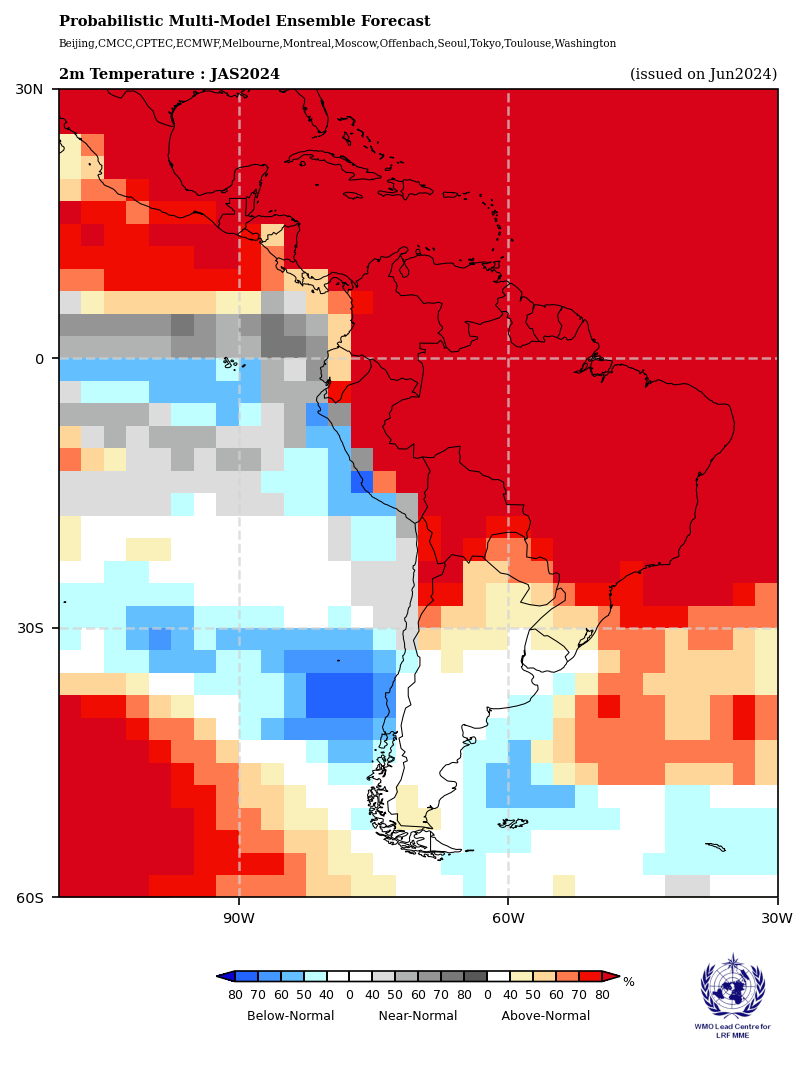 Probabilistic Multi-Model Ensemble Forecast
Beijing,CMCC,CPTEC,ECMWF,Melbourne,Montreal,Moscow,Offenbach,Seoul,Tokyo,Toulouse,Washington
2m Temperature : JAS2024 (issued on Jun2024)
30N
0
30S
60S
90W 60W 30W
80 70 60 50 40 0 40 50 60 70 80 0 40 50 60 70 80 %
Below-Normal Near-Normal Above-Normal
WMO Lead Centre for
LRF MME